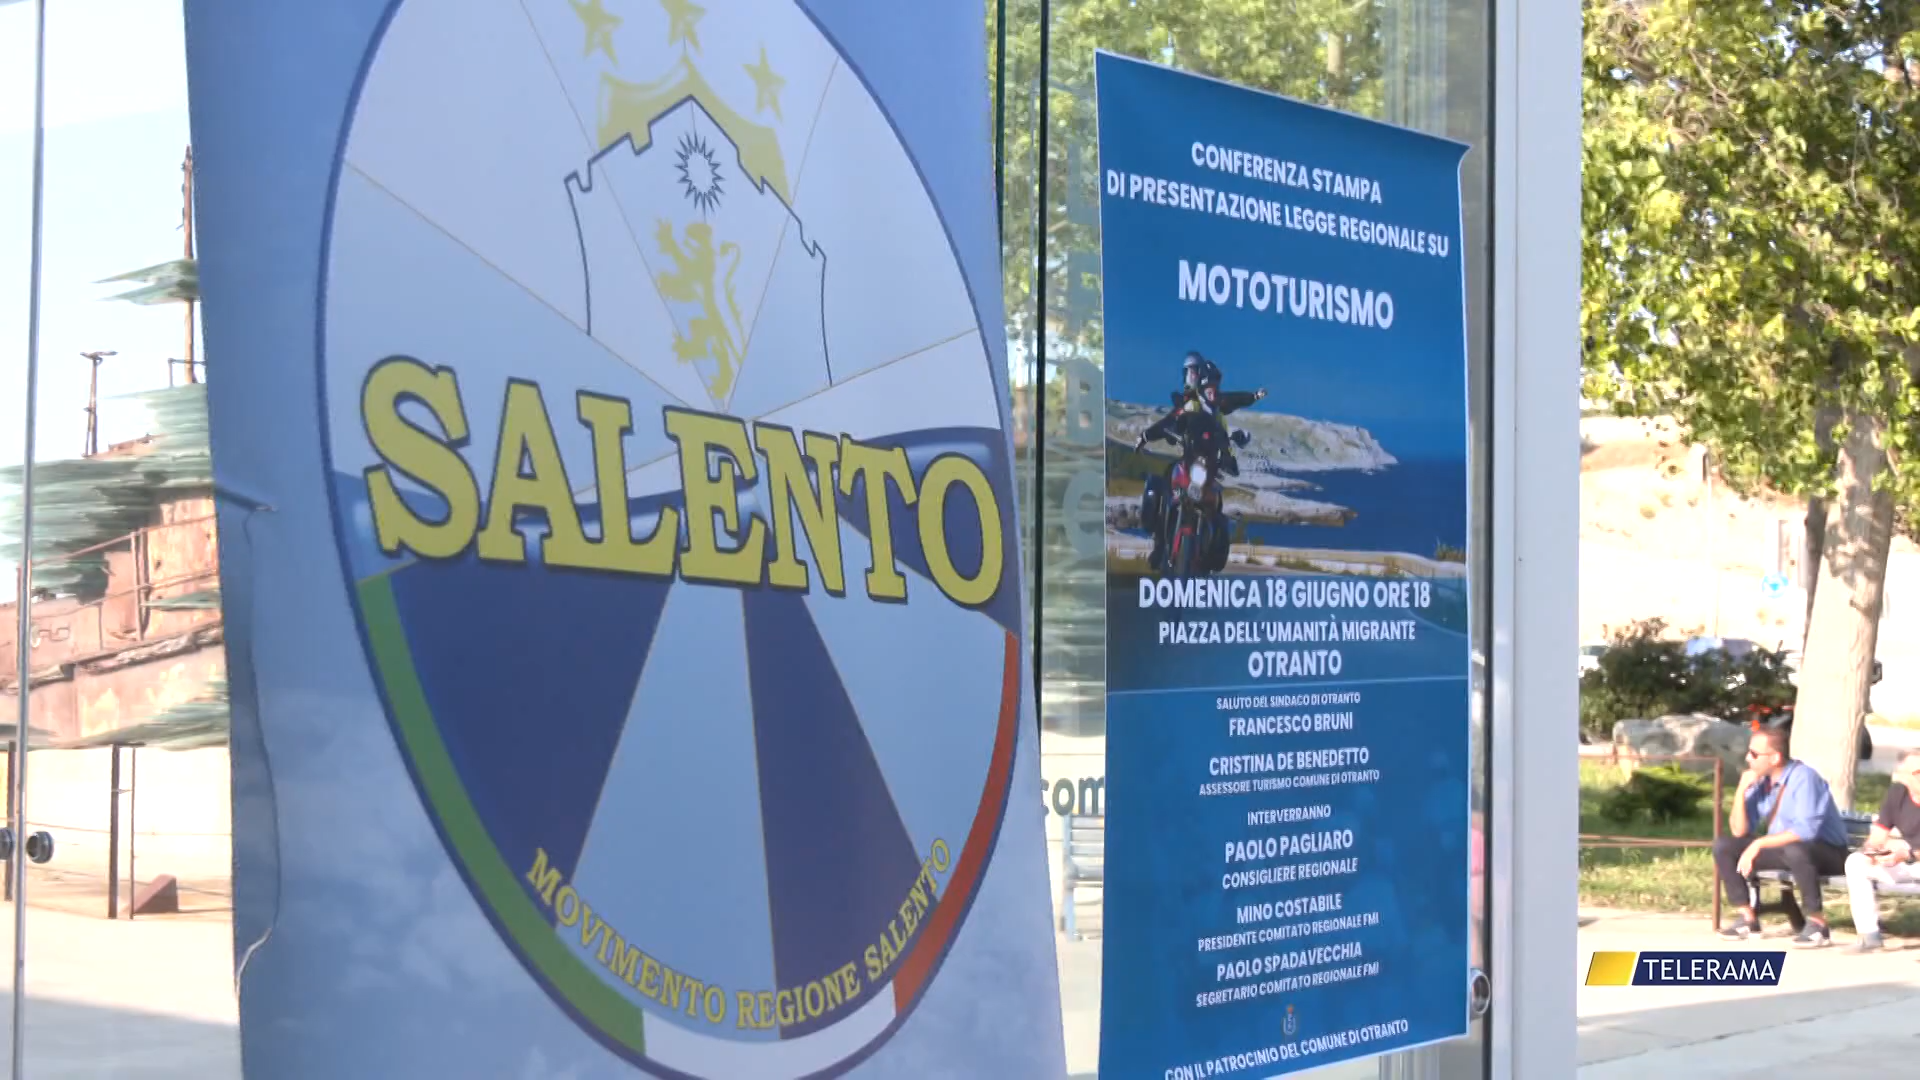 SALENTO
MOVIMENTO REGIONE SALENTO
CONFERENZA STAMPA
DI PRESENTAZIONE LEGGE REGIONALE SU
MOTOTURISMO
DOMENICA 18 GIUGNO ORE 18
PIAZZA DELL'UMANITÀ MIGRANTE
OTRANTO
SALUTO DEL SINDACO DI OTRANTO
FRANCESCO BRUNI
CRISTINA DE BENEDETTO
ASSESSORE TURISMO COMUNE DI OTRANTO
INTERVERRANNO
PAOLO PAGLIARO
CONSIGLIERE REGIONALE
MINO COSTABILE
PRESIDENTE COMITATO REGIONALE FMI
PAOLO SPADAVECCHIA
SEGRETARIO COMITATO REGIONALE FMI
CON IL PATROCINIO DEL COMUNE DI OTRANTO
com
TELERAMA